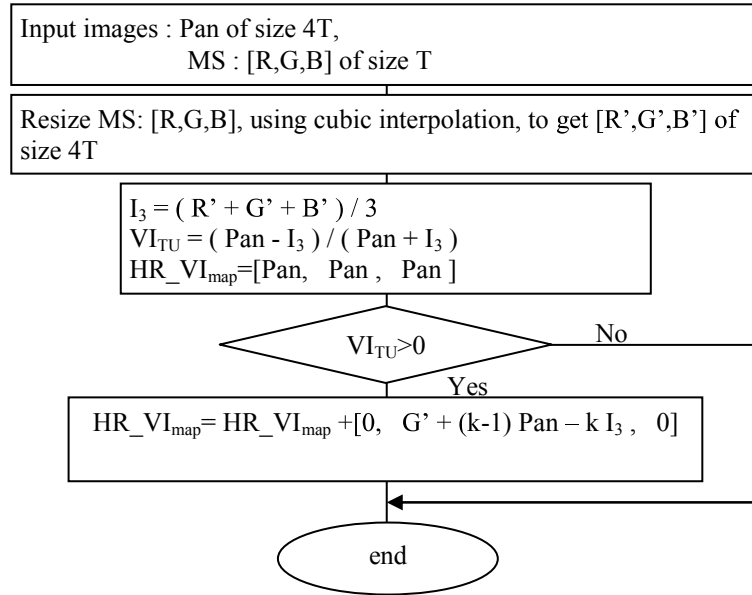 Input images : Pan of size 4T,
MS : [R,G,B] of size T
Resize MS: [R,G,B], using cubic interpolation, to get [R’,G’,B’] of
size 4T
I₃ = ( R’ + G’ + B’ ) / 3
VI_TU = ( Pan - I₃ ) / ( Pan + I₃ )
HR_VI_map=[Pan, Pan , Pan ]
VI_TU>0
No
Yes
HR_VI_map= HR_VI_map +[0, G’ + (k-1) Pan – k I₃ , 0]
end